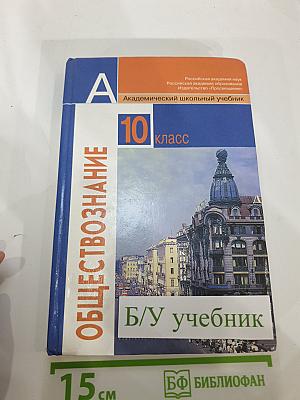 Российская академия наук
Российская академия образования
Издательство «Просвещение»
А
Академический школьный учебник
10 класс
ОБЩЕСТВОЗНАНИЕ
Б/У учебник
15 см
БФ БИБЛИОФАН